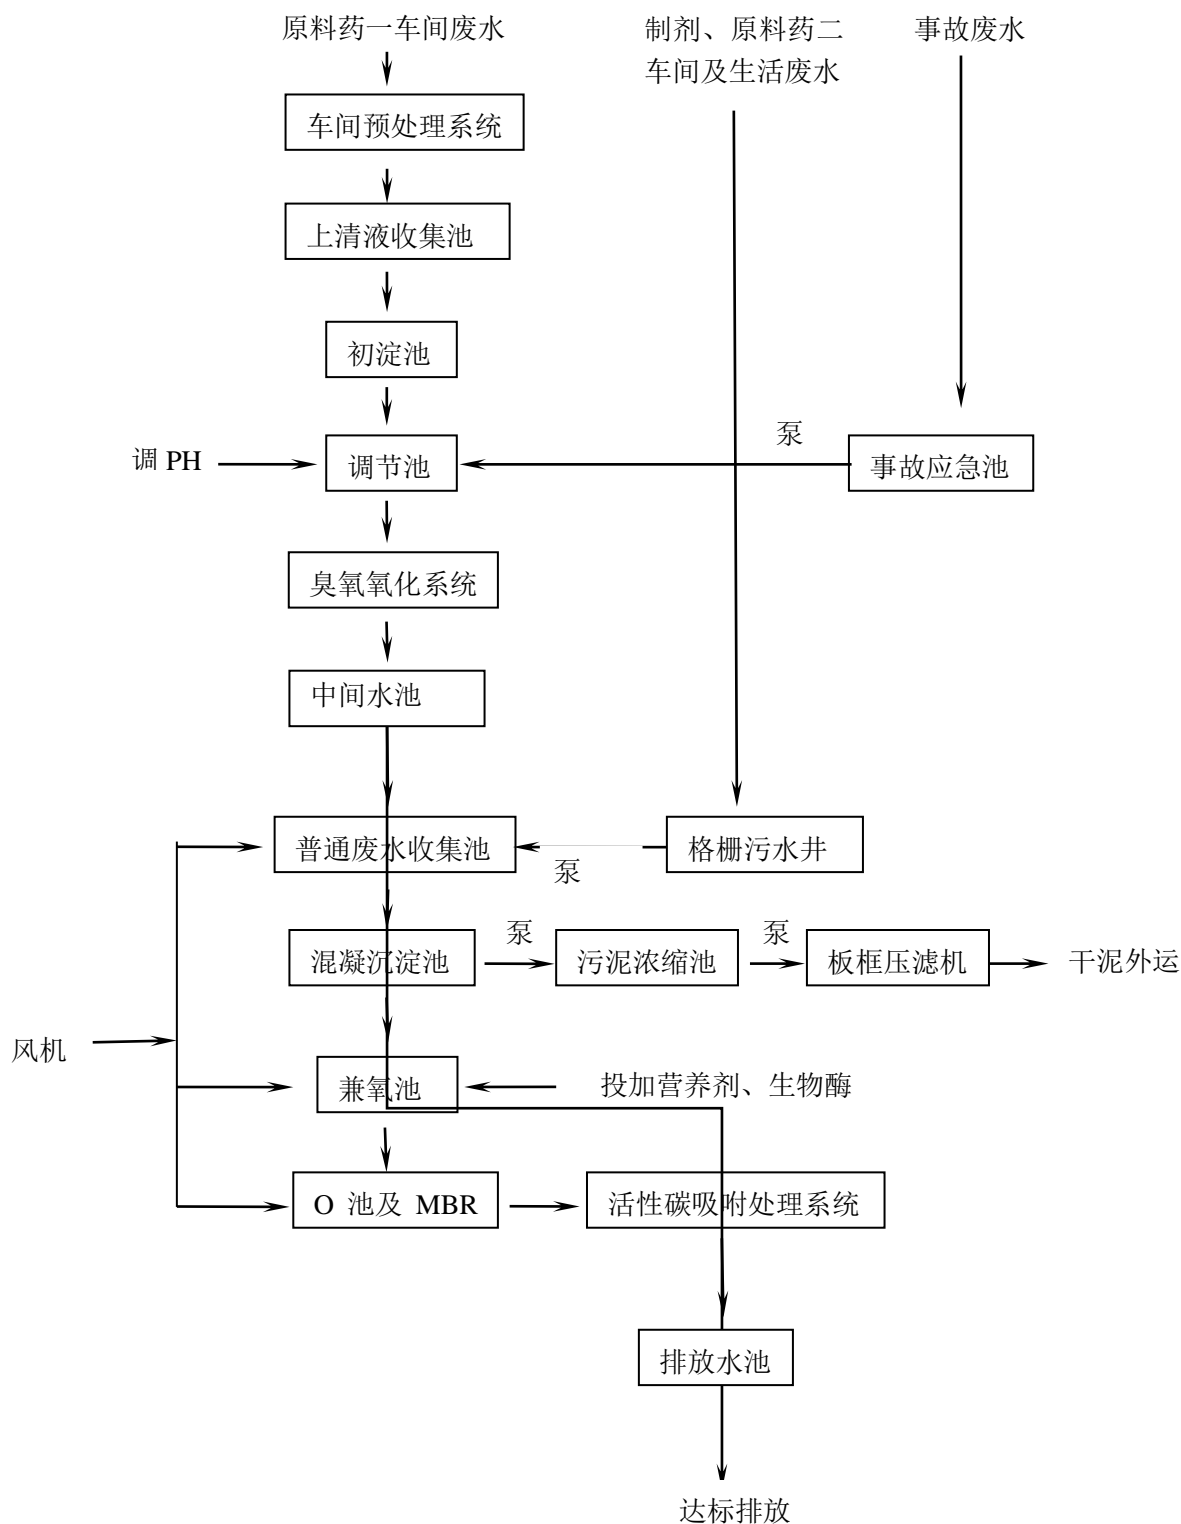 原料药一车间废水
制剂、原料药二
车间及生活废水
事故废水
车间预处理系统
上清液收集池
初淀池
泵
调 PH
调节池
事故应急池
臭氧氧化系统
中间水池
普通废水收集池
泵
格栅污水井
泵
泵
混凝沉淀池
污泥浓缩池
板框压滤机
干泥外运
风机
兼氧池
投加营养剂、生物酶
O 池及 MBR
活性碳吸咐处理系统
排放水池
达标排放